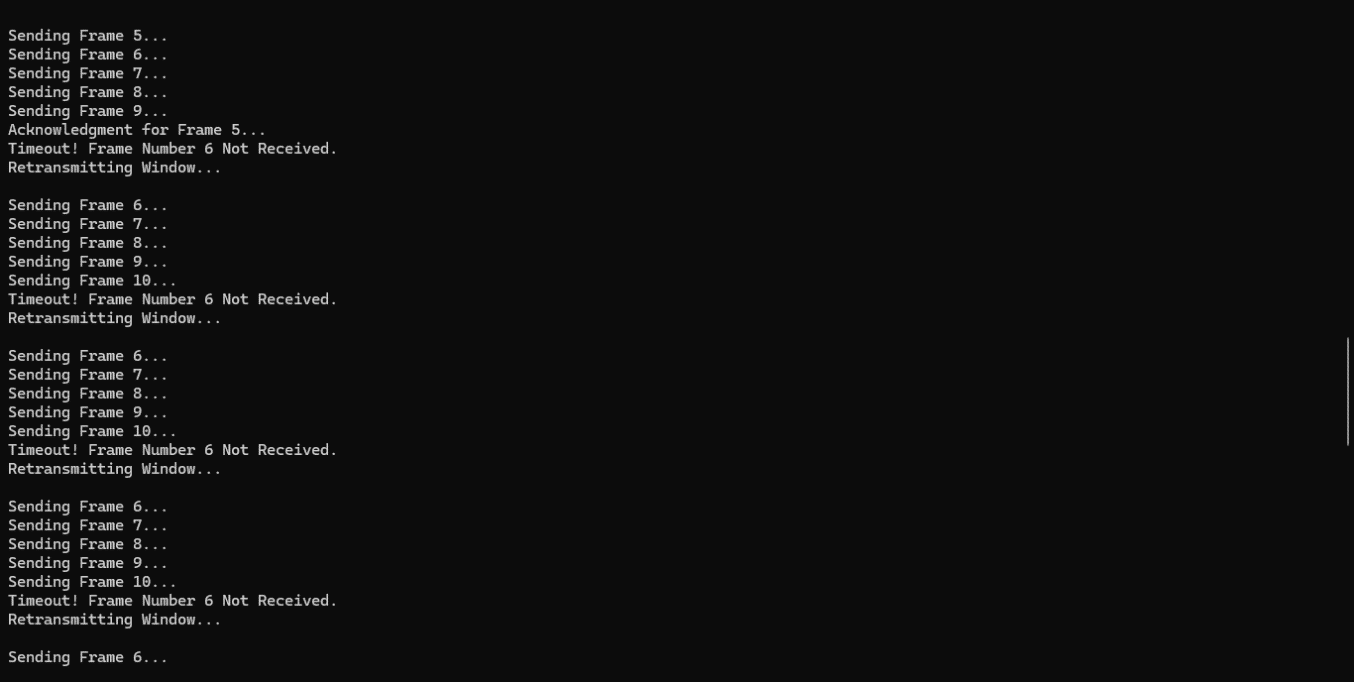 Sending Frame 5...
Sending Frame 6...
Sending Frame 7...
Sending Frame 8...
Sending Frame 9...
Acknowledgment for Frame 5...
Timeout! Frame Number 6 Not Received.
Retransmitting Window...
Sending Frame 6...
Sending Frame 7...
Sending Frame 8...
Sending Frame 9...
Sending Frame 10...
Timeout! Frame Number 6 Not Received.
Retransmitting Window...
Sending Frame 6...
Sending Frame 7...
Sending Frame 8...
Sending Frame 9...
Sending Frame 10...
Timeout! Frame Number 6 Not Received.
Retransmitting Window...
Sending Frame 6...
Sending Frame 7...
Sending Frame 8...
Sending Frame 9...
Sending Frame 10...
Timeout! Frame Number 6 Not Received.
Retransmitting Window...
Sending Frame 6...